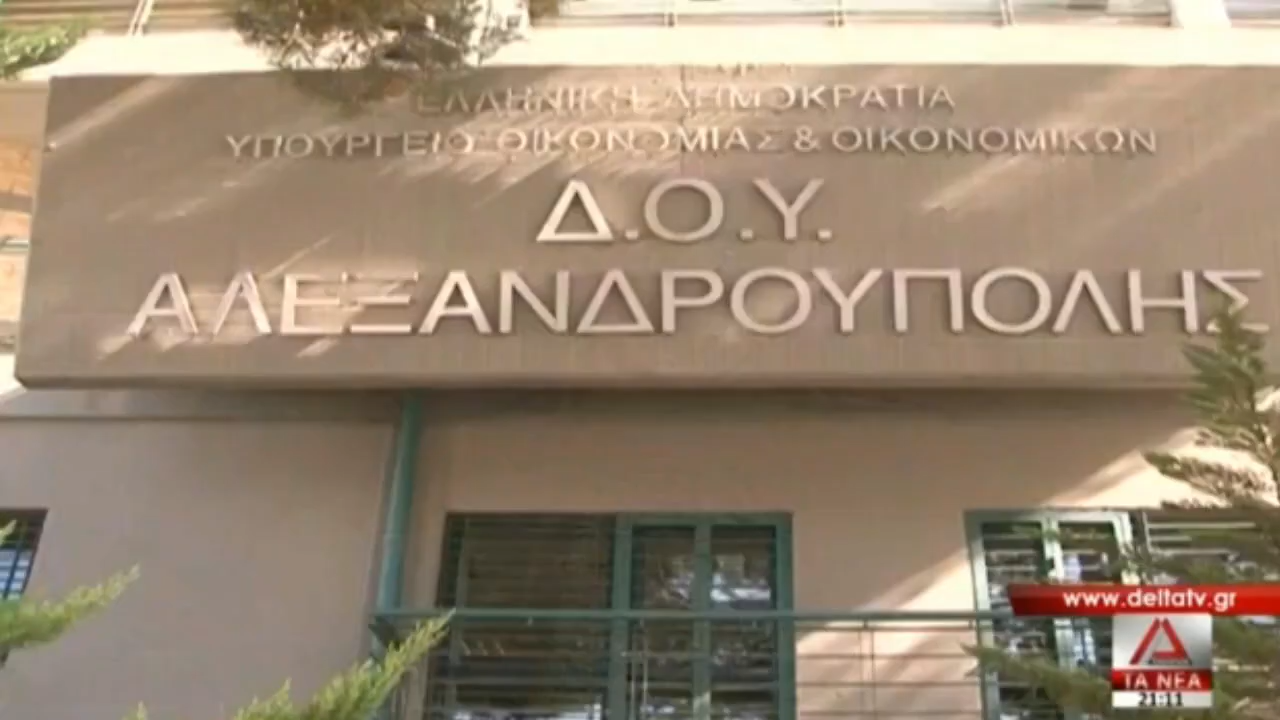 ΕΛΛΗΝΙΚΗ ΔΗΜΟΚΡΑΤΙΑ
ΥΠΟΥΡΓΕΙΟ ΟΙΚΟΝΟΜΙΑΣ & ΟΙΚΟΝΟΜΙΚΩΝ
Δ.Ο.Υ.
ΑΛΕΞΑΝΔΡΟΥΠΟΛΗΣ
www.deltatv.gr
ΤΑ ΝΕΑ
21:11